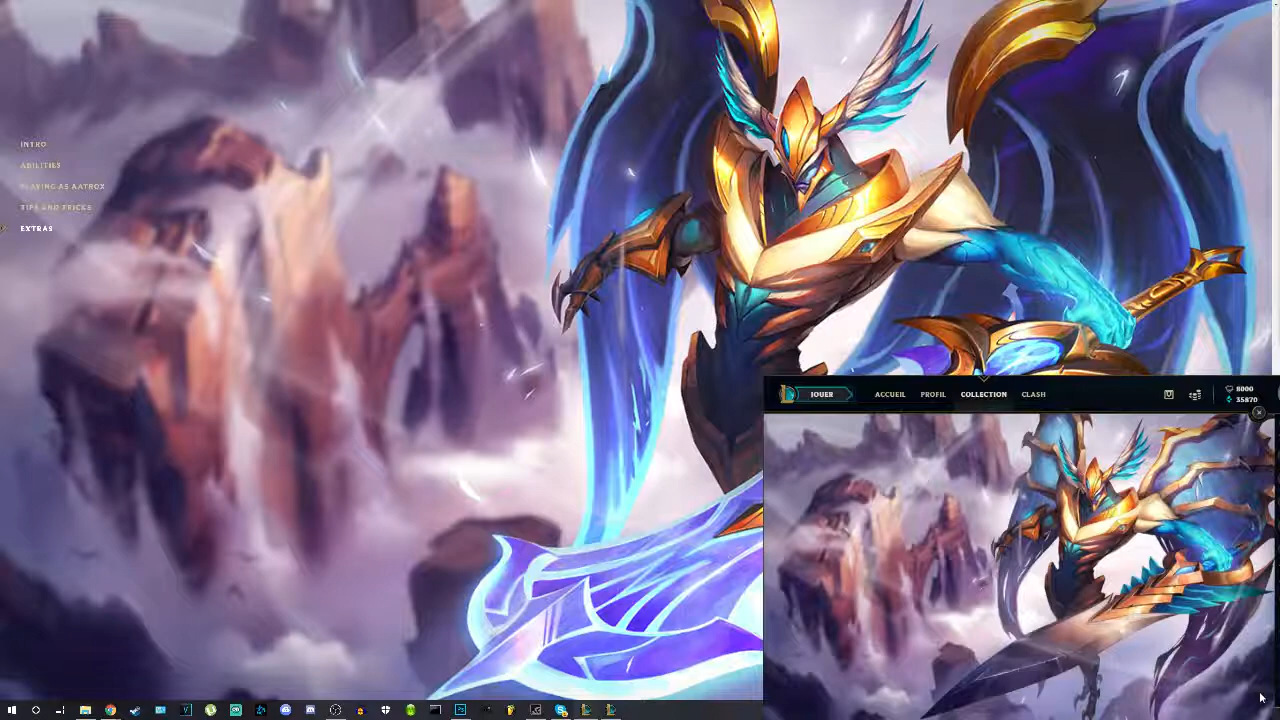 INTRO
ABILITIES
PLAYING AS AATROX
TIPS AND TRICKS
EXTRAS
JOUER
ACCUEIL PROFIL COLLECTION CLASH
8000
35870